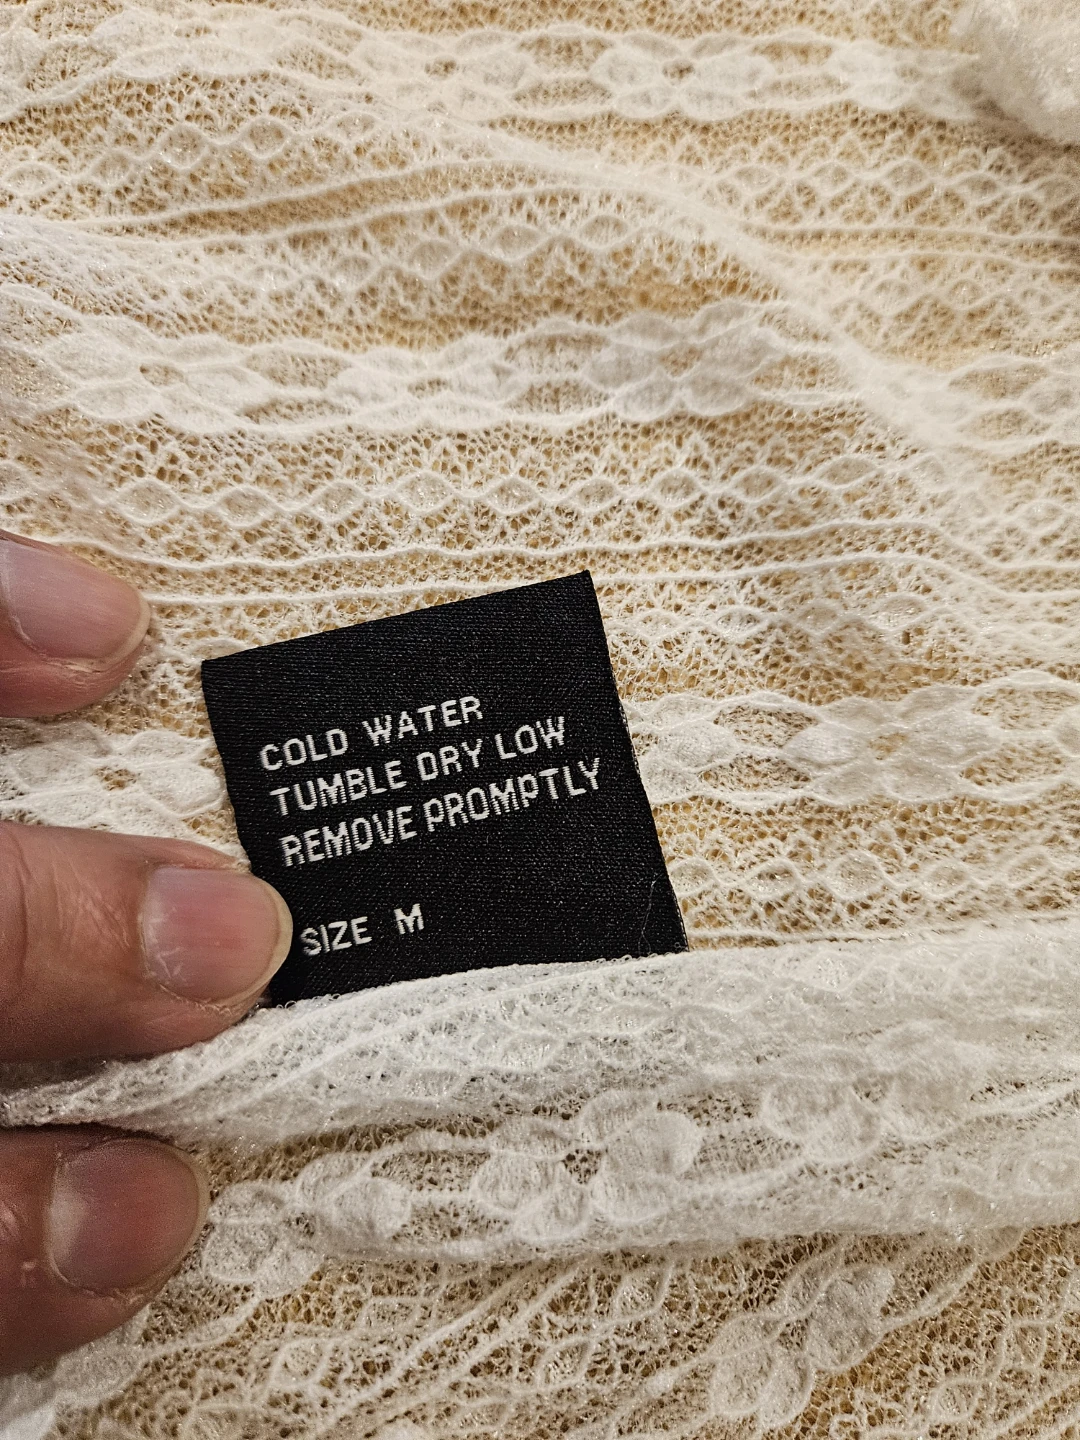 COLD WATER
TUMBLE DRY LOW
REMOVE PROMPTLY
SIZE M